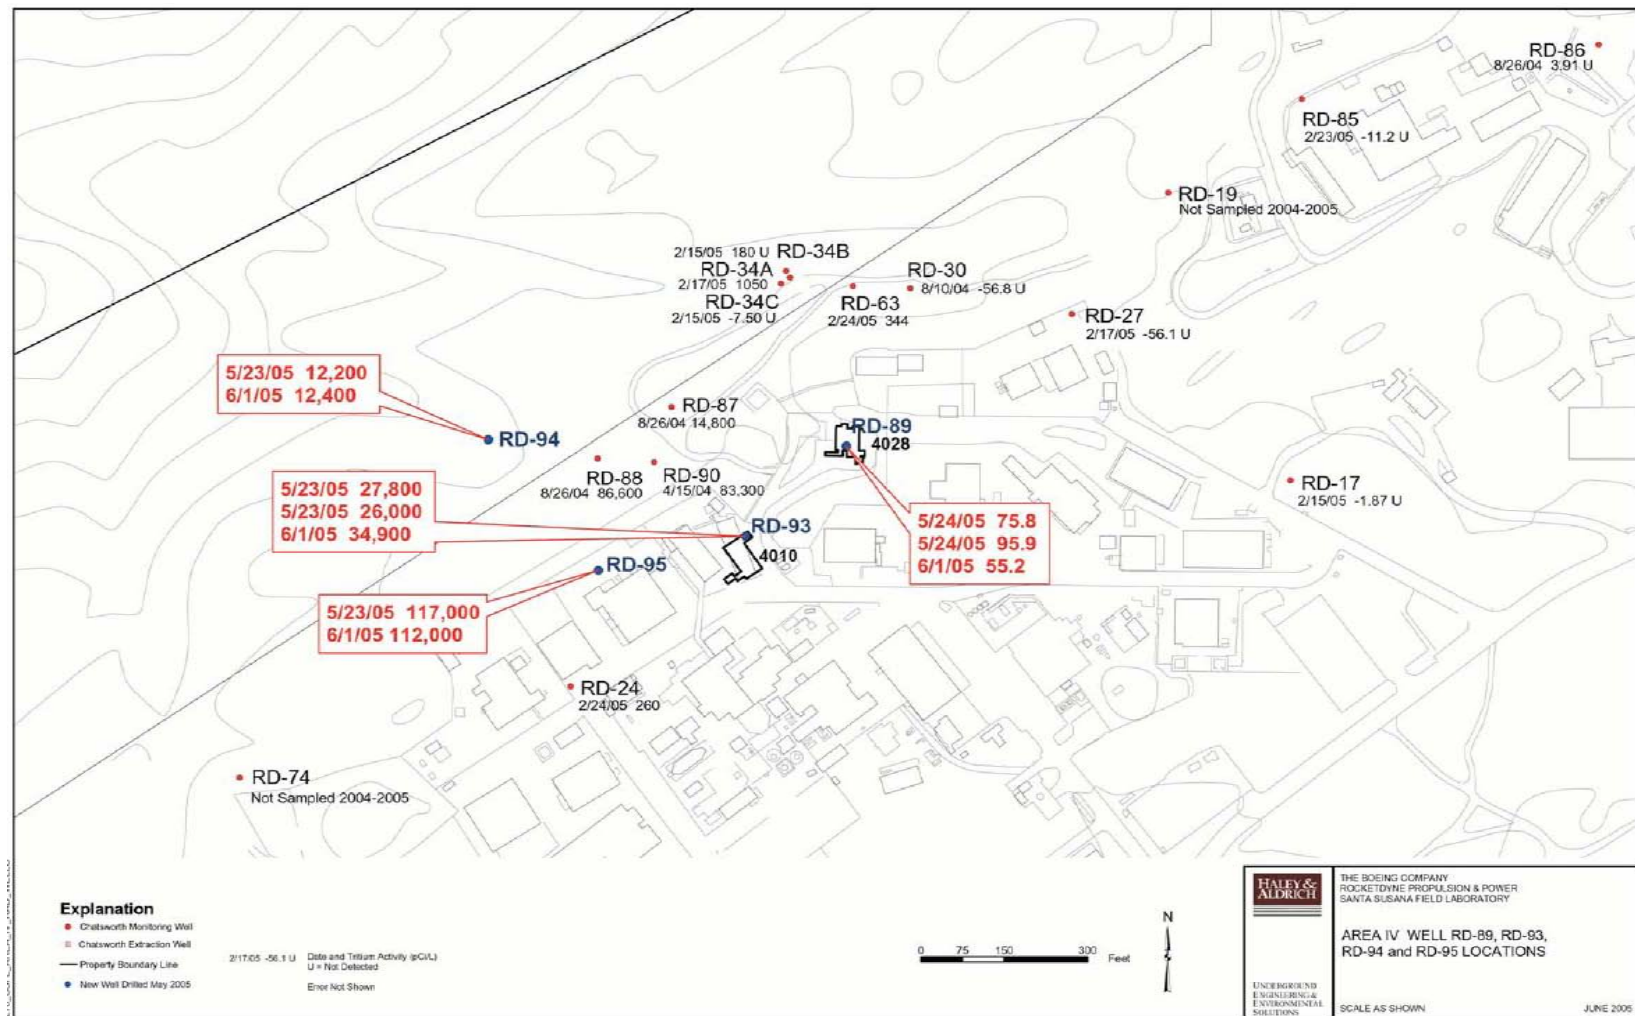 RD-86
8/26/04 3.91 U
RD-85
2/23/05 -11.2 U
RD-19
Not Sampled 2004-2005
2/15/05 180 U RD-34B
RD-34A
2/17/05 1050
RD-34C
2/15/05 -7.50 U
RD-30
8/10/04 -56.8 U
RD-63
2/24/05 344
RD-27
2/17/05 -56.1 U
5/23/05 12,200
6/1/05 12,400
RD-94
RD-87
8/26/04 14,800
RD-89
4028
RD-88
8/26/04 86,600
RD-90
4/15/04 83,300
RD-17
2/15/05 -1.87 U
5/23/05 27,800
5/23/05 26,000
6/1/05 34,900
RD-93
4010
5/24/05 75.8
5/24/05 95.9
6/1/05 55.2
RD-95
5/23/05 117,000
6/1/05 112,000
RD-24
2/24/05 260
RD-74
Not Sampled 2004-2005
Explanation
Chatsworth Monitoring Well
Chatsworth Extraction Well
Property Boundary Line
New Well Drilled May 2005
2/17/05 -56.1 U Date and Tritium Activity (pCi/L)
U = Not Detected
Error Not Shown
0 75 150 300 Feet
N
HALEY &
ALDRICH
UNDERGROUND
ENGINEERING &
ENVIRONMENTAL
SOLUTIONS
THE BOEING COMPANY
ROCKETDYNE PROPULSION & POWER
SANTA SUSANA FIELD LABORATORY
AREA IV WELL RD-89, RD-93,
RD-94 and RD-95 LOCATIONS
SCALE AS SHOWN
JUNE 2005